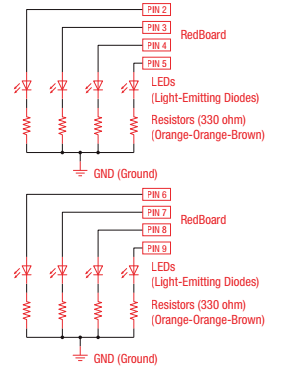 PIN 2
PIN 3
RedBoard
PIN 4
PIN 5
LEDs
(Light-Emitting Diodes)
Resistors (330 ohm)
(Orange-Orange-Brown)
GND (Ground)
PIN 6
PIN 7
RedBoard
PIN 8
PIN 9
LEDs
(Light-Emitting Diodes)
Resistors (330 ohm)
(Orange-Orange-Brown)
GND (Ground)